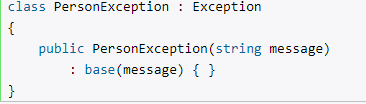 class PersonException : Exception
{
    public PersonException(string message)
        : base(message) { }
}